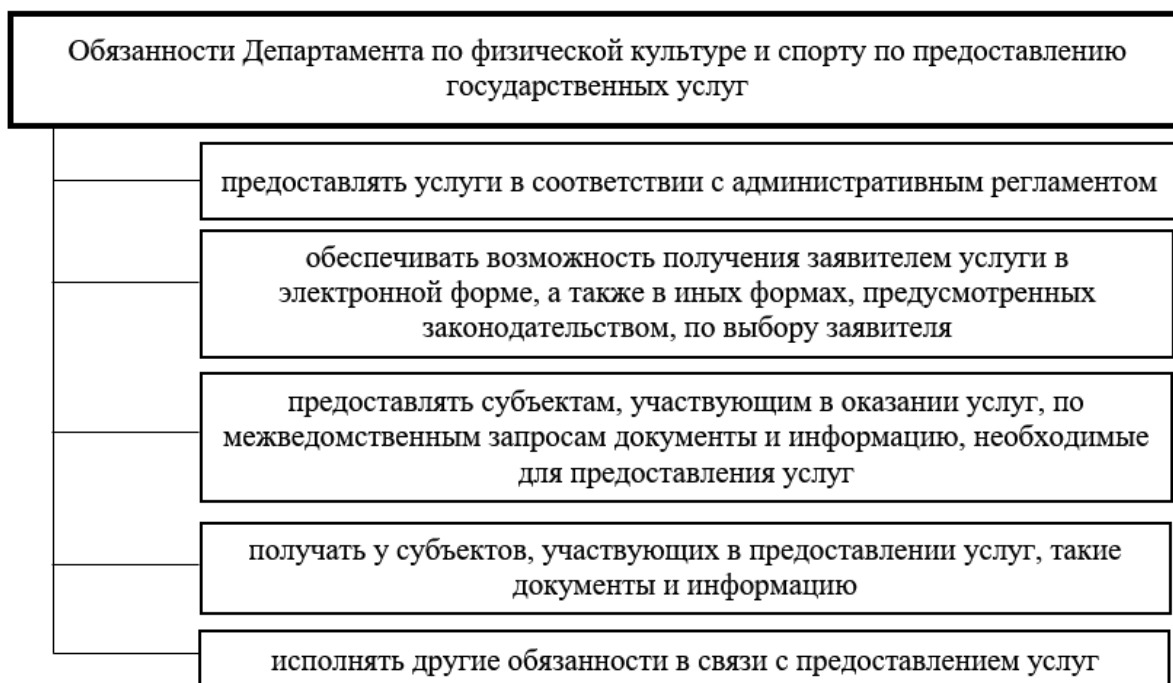 Обязанности Департамента по физической культуре и спорту по предоставлению
государственных услуг
предоставлять услуги в соответствии с административным регламентом
обеспечивать возможность получения заявителем услуги в
электронной форме, а также в иных формах, предусмотренных
законодательством, по выбору заявителя
предоставлять субъектам, участвующим в оказании услуг, по
межведомственным запросам документы и информацию, необходимые
для предоставления услуг
получать у субъектов, участвующих в предоставлении услуг, такие
документы и информацию
исполнять другие обязанности в связи с предоставлением услуг